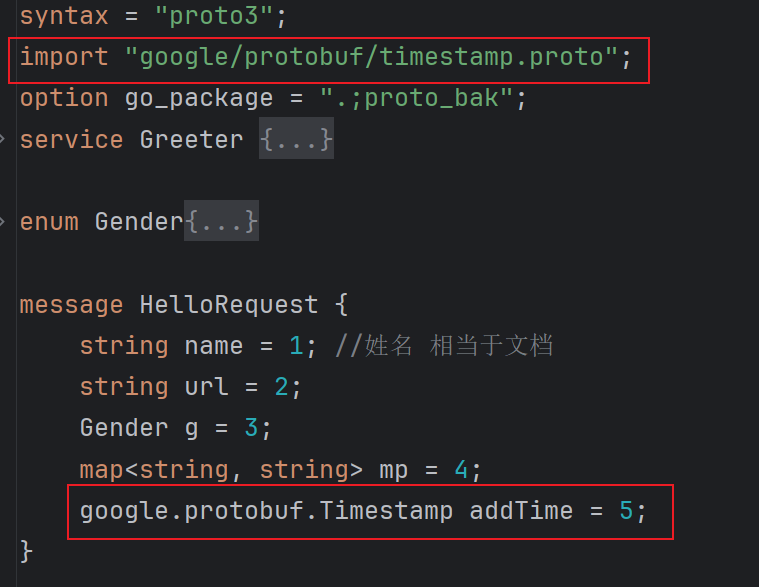 syntax = "proto3";
import "google/protobuf/timestamp.proto";
option go_package = ".;proto_bak";
service Greeter {...}
enum Gender{...}
message HelloRequest {
string name = 1; //姓名 相当于文档
string url = 2;
Gender g = 3;
map<string, string> mp = 4;
google.protobuf.Timestamp addTime = 5;
}